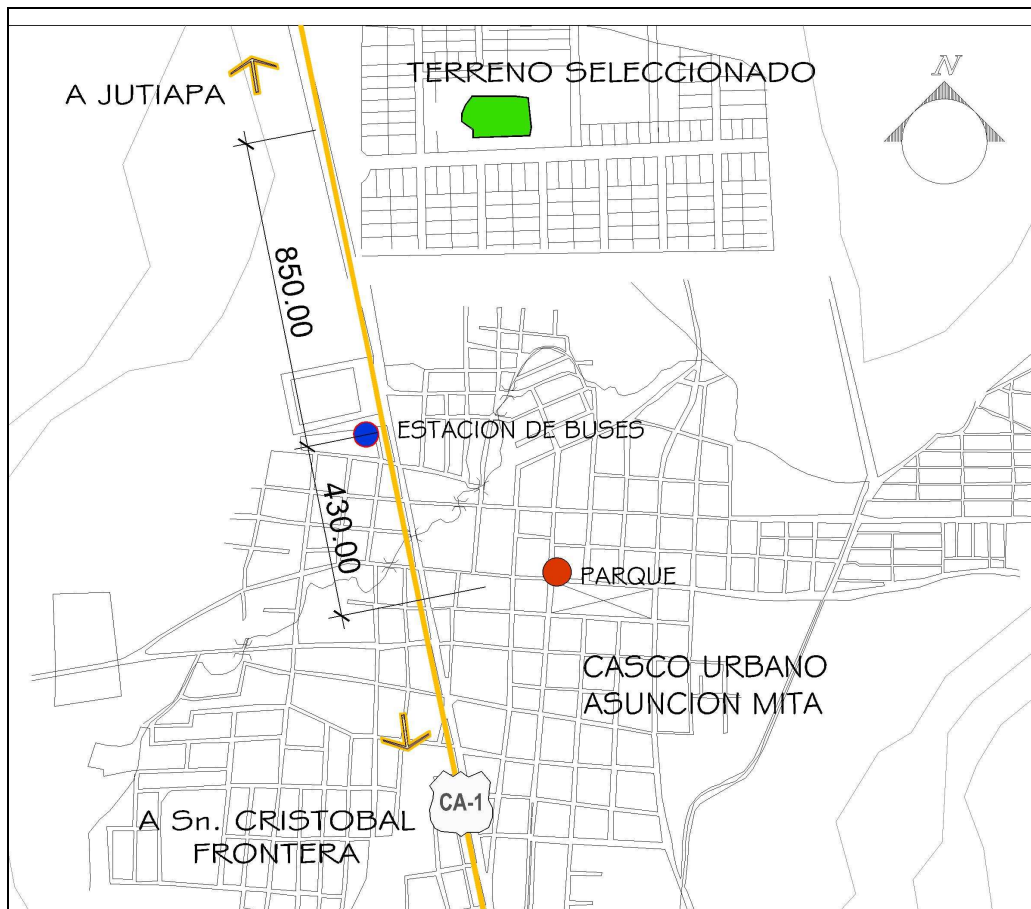 N
TERRENO SELECCIONADO
A JUTIAPA
850.00
ESTACION DE BUSES
430.00
PARQUE
CASCO URBANO
ASUNCION MITA
CA-1
A Sn. CRISTOBAL
FRONTERA